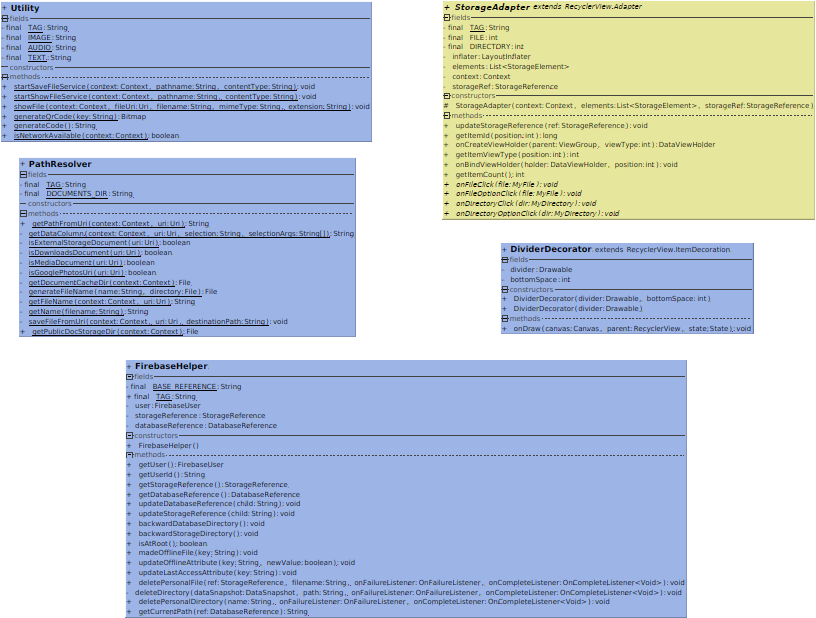 + Utility
fields
- final TAG: String
- final IMAGE: String
- final AUDIO: String
- final TEXT: String
constructors
methods
+ startSaveFileService(context: Context, pathname: String, contentType: String): void
+ startShowFileService(context: Context, pathname: String, contentType: String): void
+ showFile(context: Context, fileUri: Uri, filename: String, mimeType: String, extension: String): void
+ generateQrCode(key: String): Bitmap
+ generateCode(): String
+ isNetworkAvailable(context: Context): boolean
+ PathResolver
fields
- final TAG: String
- final DOCUMENTS_DIR: String
constructors
methods
+ getPathFromUri(context: Context, uri: Uri): String
- getDataColumn(context: Context, uri: Uri, selection: String, selectionArgs: String[]): String
- isExternalStorageDocument(uri: Uri): boolean
- isDownloadsDocument(uri: Uri): boolean
- isMediaDocument(uri: Uri): boolean
- isGooglePhotosUri(uri: Uri): boolean
- getDocumentCacheDir(context: Context): File
- generateFileName(name: String, directory: File): File
- getFileName(context: Context, uri: Uri): String
- getName(filename: String): String
- saveFileFromUri(context: Context, uri: Uri, destinationPath: String): void
+ getPublicDocStorageDir(context: Context): File
+ StorageAdapter extends RecyclerView.Adapter
fields
- final TAG: String
- final FILE: int
- final DIRECTORY: int
- inflater: LayoutInflater
- elements: List<StorageElement>
- context: Context
- storageRef: StorageReference
constructors
# StorageAdapter(context: Context, elements: List<StorageElement>, storageRef: StorageReference)
methods
+ updateStorageReference(ref: StorageReference): void
+ getItemId(position: int): long
+ onCreateViewHolder(parent: ViewGroup, viewType: int): DataViewHolder
+ getItemViewType(position: int): int
+ onBindViewHolder(holder: DataViewHolder, position: int): void
+ getItemCount(): int
+ onFileClick(file: MyFile): void
+ onFileOptionClick(file: MyFile): void
+ onDirectoryClick(dir: MyDirectory): void
+ onDirectoryOptionClick(dir: MyDirectory): void
+ DividerDecorator extends RecyclerView.ItemDecoration
fields
- divider: Drawable
- bottomSpace: int
constructors
+ DividerDecorator(divider: Drawable, bottomSpace: int)
+ DividerDecorator(divider: Drawable)
methods
+ onDraw(canvas: Canvas, parent: RecyclerView, state: State): void
+ FirebaseHelper
fields
- final BASE_REFERENCE: String
+ final TAG: String
- user: FirebaseUser
- storageReference: StorageReference
- databaseReference: DatabaseReference
constructors
+ FirebaseHelper()
methods
+ getUser(): FirebaseUser
+ getUserId(): String
+ getStorageReference(): StorageReference
+ getDatabaseReference(): DatabaseReference
+ updateDatabaseReference(child: String): void
+ updateStorageReference(child: String): void
+ backwardDatabaseDirectory(): void
+ backwardStorageDirectory(): void
+ isAtRoot(): boolean
+ madeOfflineFile(key: String): void
+ updateOfflineAttribute(key: String, newValue: boolean): void
+ updateLastAccessAttribute(key: String): void
+ deletePersonalFile(ref: StorageReference, filename: String, onFailureListener: OnFailureListener, onCompleteListener: OnCompleteListener<Void>): void
- deleteDirectory(dataSnapshot: DataSnapshot, path: String, onFailureListener: OnFailureListener, onCompleteListener: OnCompleteListener<Void>): void
+ deletePersonalDirectory(name: String, onFailureListener: OnFailureListener, onCompleteListener: OnCompleteListener<Void>): void
+ getCurrentPath(ref: DatabaseReference): String